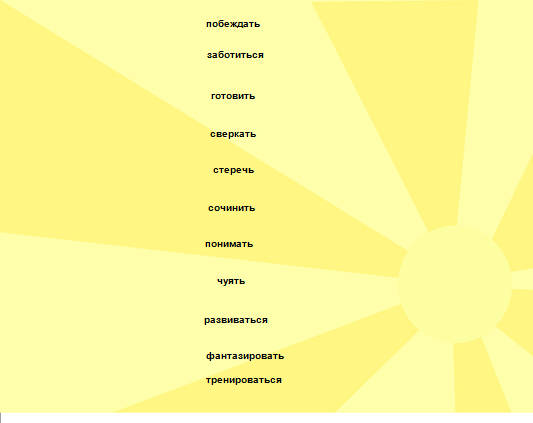 побеждать
заботиться
готовить
сверкать
стеречь
сочинить
понимать
чуять
развиваться
фантазировать
тренироваться